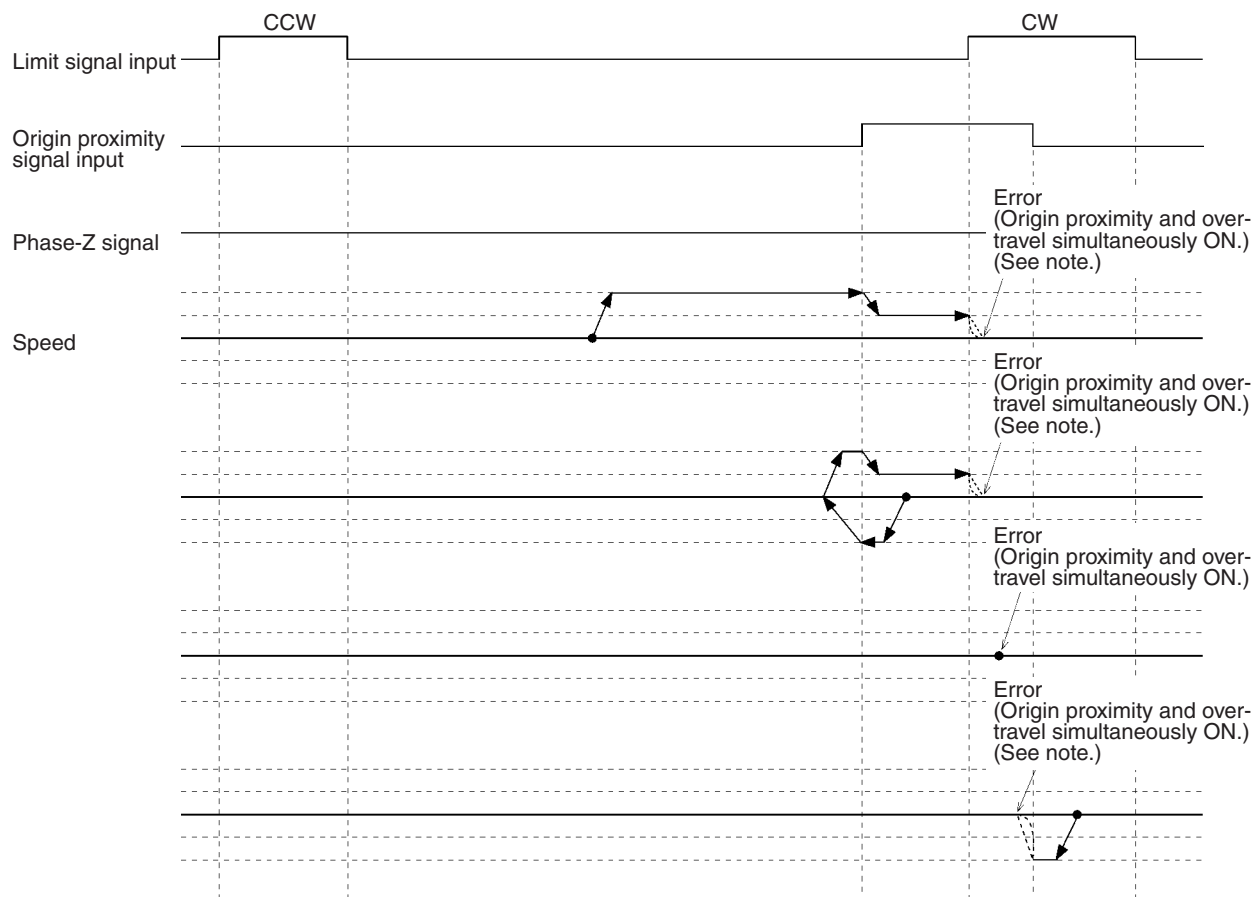 CCW
CW
Limit signal input
Origin proximity
signal input
Error
(Origin proximity and over-
travel simultaneously ON.)
(See note.)
Phase-Z signal
Speed
Error
(Origin proximity and over-
travel simultaneously ON.)
(See note.)
Error
(Origin proximity and over-
travel simultaneously ON.)
Error
(Origin proximity and over-
travel simultaneously ON.)
(See note.)